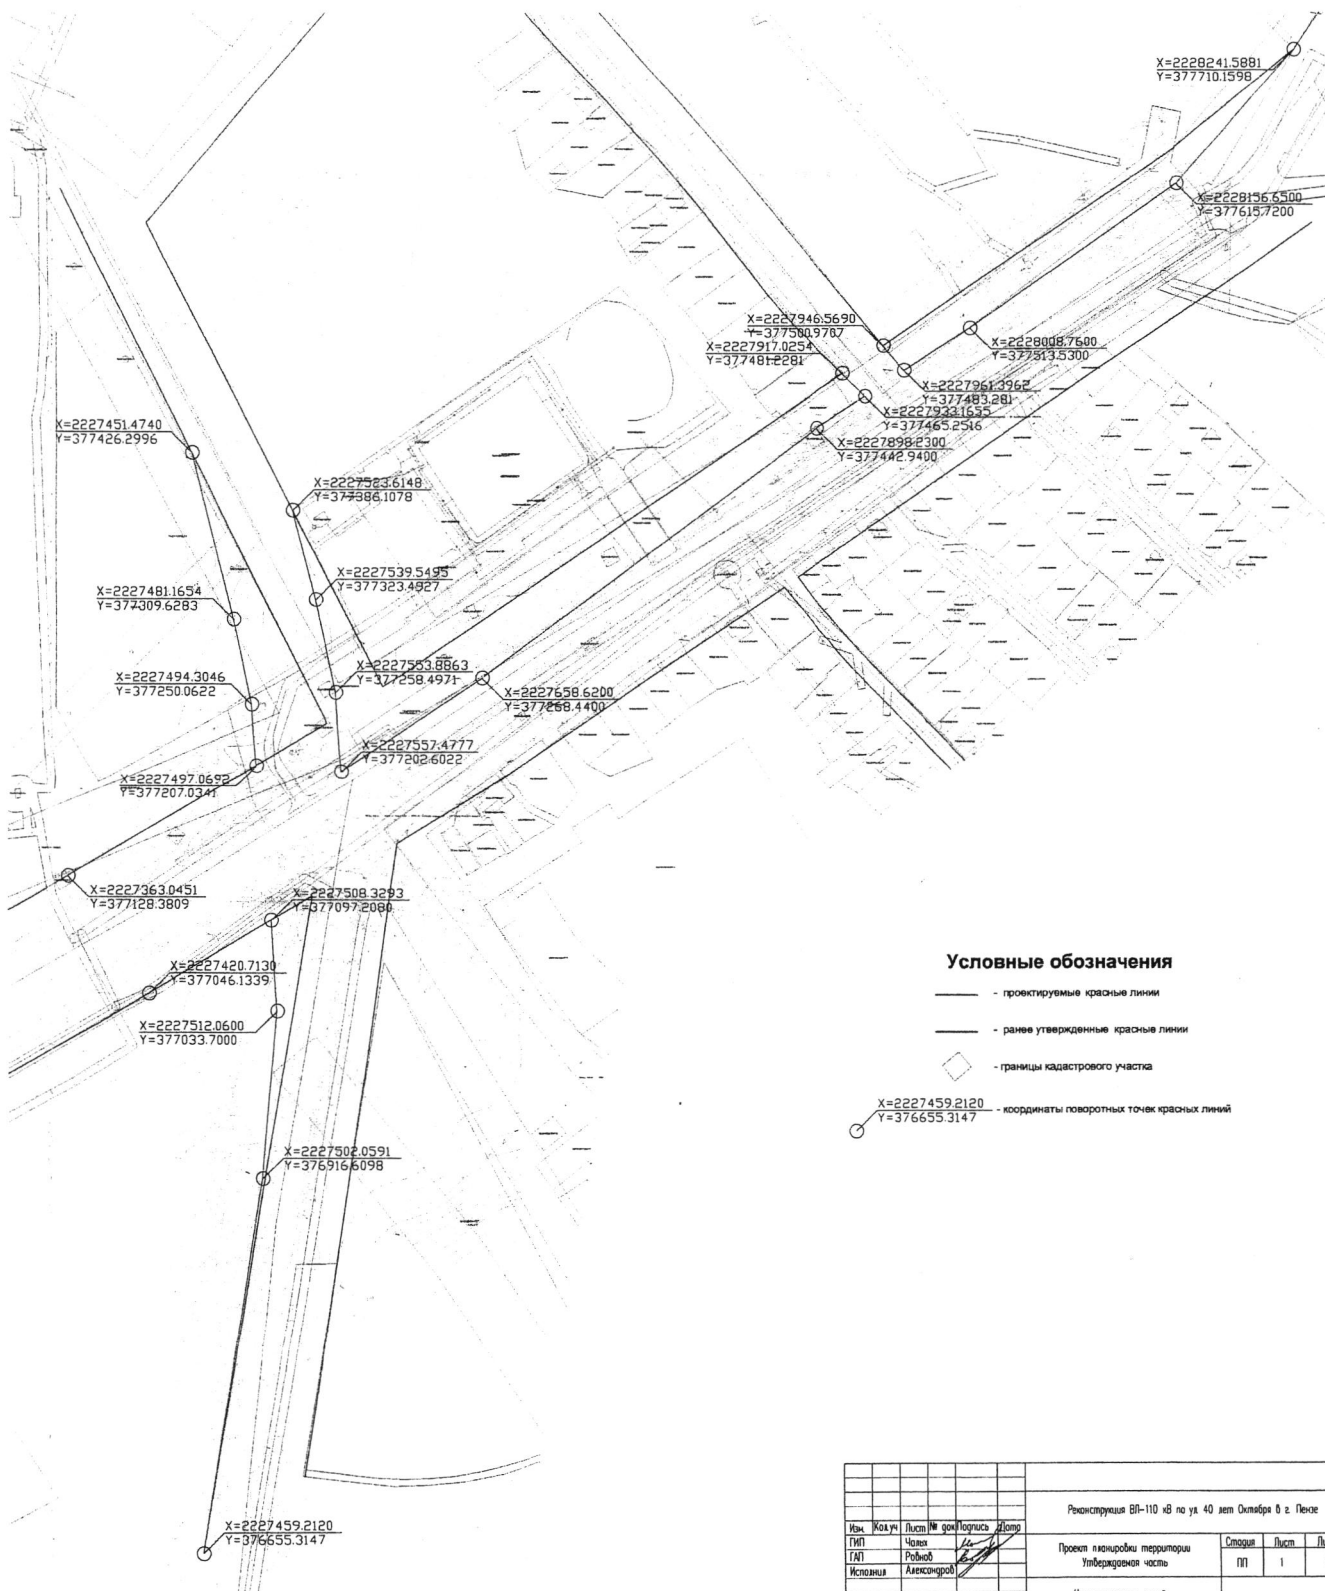 X=2228241.5881
Y=377710.1598
X=2228156.6500
Y=377615.7200
X=2227946.5690
Y=377500.9707
X=2227917.0254
Y=377481.2281
X=2228008.7600
Y=377513.5300
X=2227961.3962
Y=377483.281
X=2227933.1655
Y=377465.2516
X=2227898.2300
Y=377442.9400
X=2227451.4740
Y=377426.2996
X=2227523.6148
Y=377386.1078
X=2227539.5495
Y=377323.4927
X=2227481.1654
Y=377309.6283
X=2227553.8863
Y=377258.4971
X=2227494.3046
Y=377250.0622
X=2227658.6200
Y=377268.4400
X=2227557.4777
Y=377202.6022
X=2227497.0692
Y=377207.0341
X=2227363.0451
Y=377128.3809
X=2227508.3293
Y=377097.2080
X=2227420.7130
Y=377046.1339
X=2227512.0600
Y=377033.7000
X=2227502.0591
Y=376916.6098
X=2227459.2120
Y=376655.3147
Условные обозначения
- проектируемые красные линии
- ранее утвержденные красные линии
- границы кадастрового участка
X=2227459.2120
Y=376655.3147
- координаты поворотных точек красных линий
Реконструкция ВЛ-110 кВ по ул. 40 лет Октября в г. Пензе
Изм. Кол.уч Лист № док Подпись Дата
ГИП Чалых
ГАП Рабнов
Исполнил Александров
Проект планировки территории
Утверждаемая часть
Стадия Лист
ПП 1